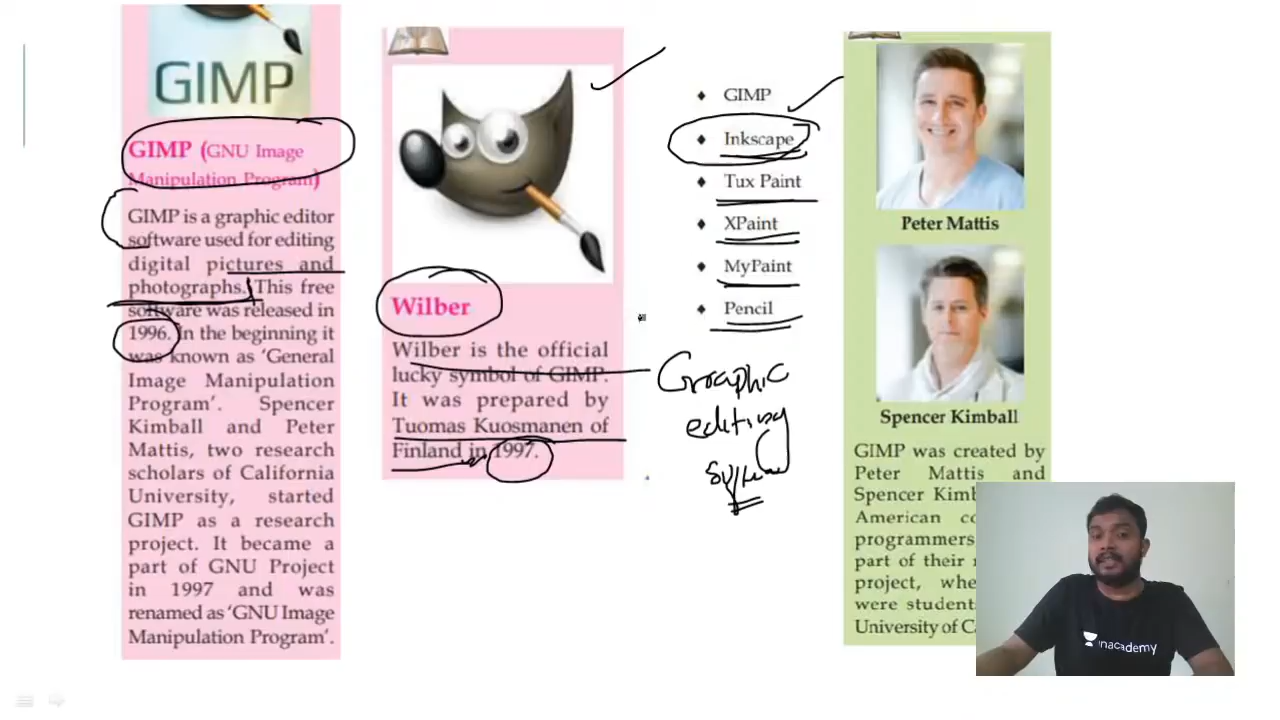 GIMP
GIMP (GNU Image
Manipulation Program)
GIMP is a graphic editor
software used for editing
digital pictures and
photographs. This free
software was released in
1996. In the beginning it
was known as 'General
Image Manipulation
Program'. Spencer
Kimball and Peter
Mattis, two research
scholars of California
University, started
GIMP as a research
project. It became a
part of GNU Project
in 1997 and was
renamed as 'GNU Image
Manipulation Program'.
Wilber
Wilber is the official
lucky symbol of GIMP.
It was prepared by
Tuomas Kuosmanen of
Finland in 1997.
♦ GIMP
♦ Inkscape
♦ Tux Paint
♦ XPaint
♦ MyPaint
♦ Pencil
Graphic
editing
Peter Mattis
Spencer Kimball
GIMP was created by
Peter Mattis and
Spencer Kimb
American co
programmers
part of their
project, whe
were student
University of Ca
unacademy